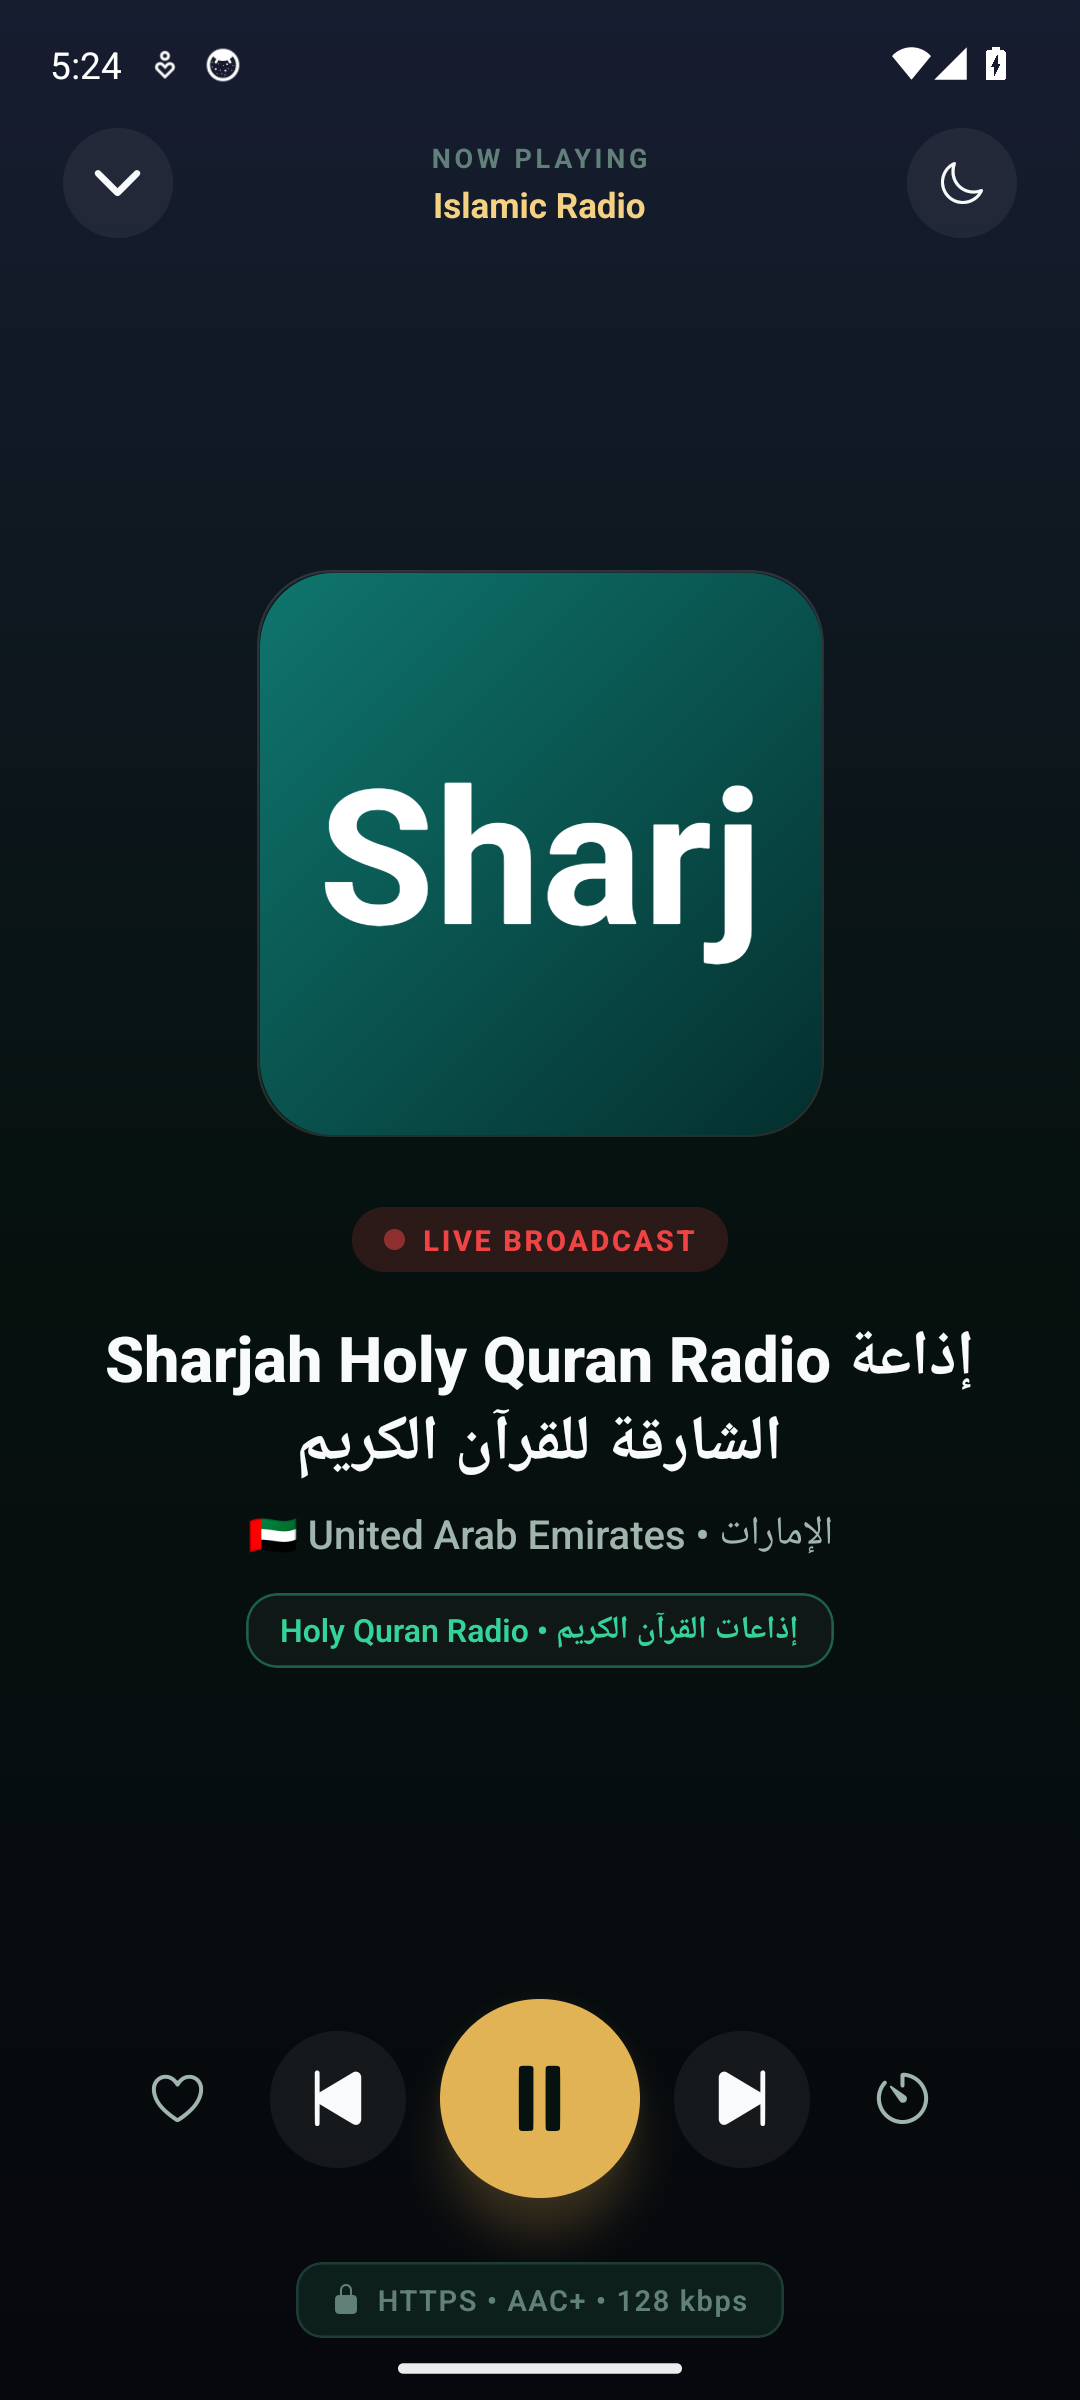 5:24
NOW PLAYING
Islamic Radio
Sharj
LIVE BROADCAST
Sharjah Holy Quran Radio إذاعة
الشارقة للقرآن الكريم
🇦🇪 United Arab Emirates • الإمارات
Holy Quran Radio • إذاعات القرآن الكريم
HTTPS • AAC+ • 128 kbps